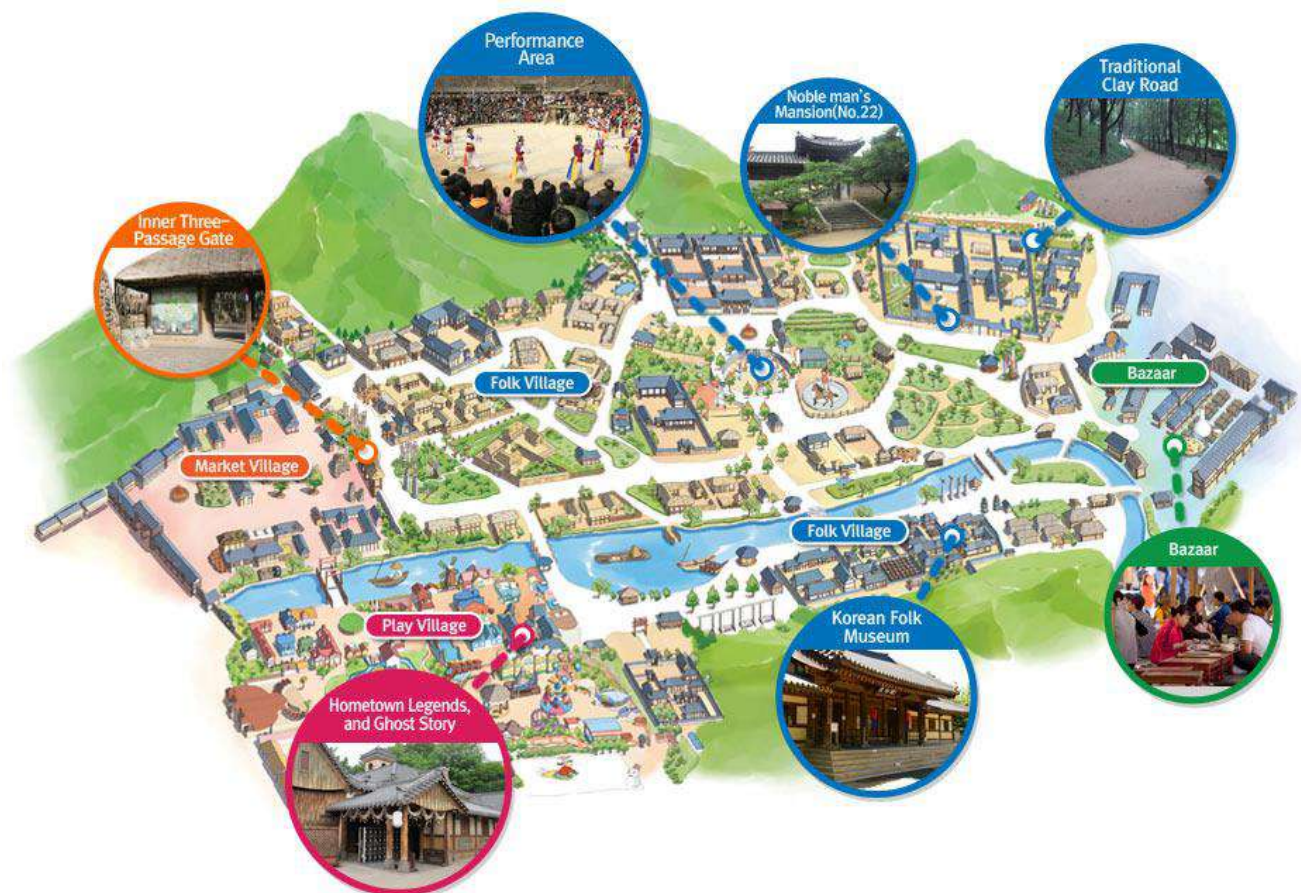 Performance
Area
Noble man's
Mansion(No.22)
Traditional
Clay Road
Inner Three-
Passage Gate
Folk Village
Bazaar
Market Village
Folk Village
Bazaar
Play Village
Korean Folk
Museum
Hometown Legends,
and Ghost Story